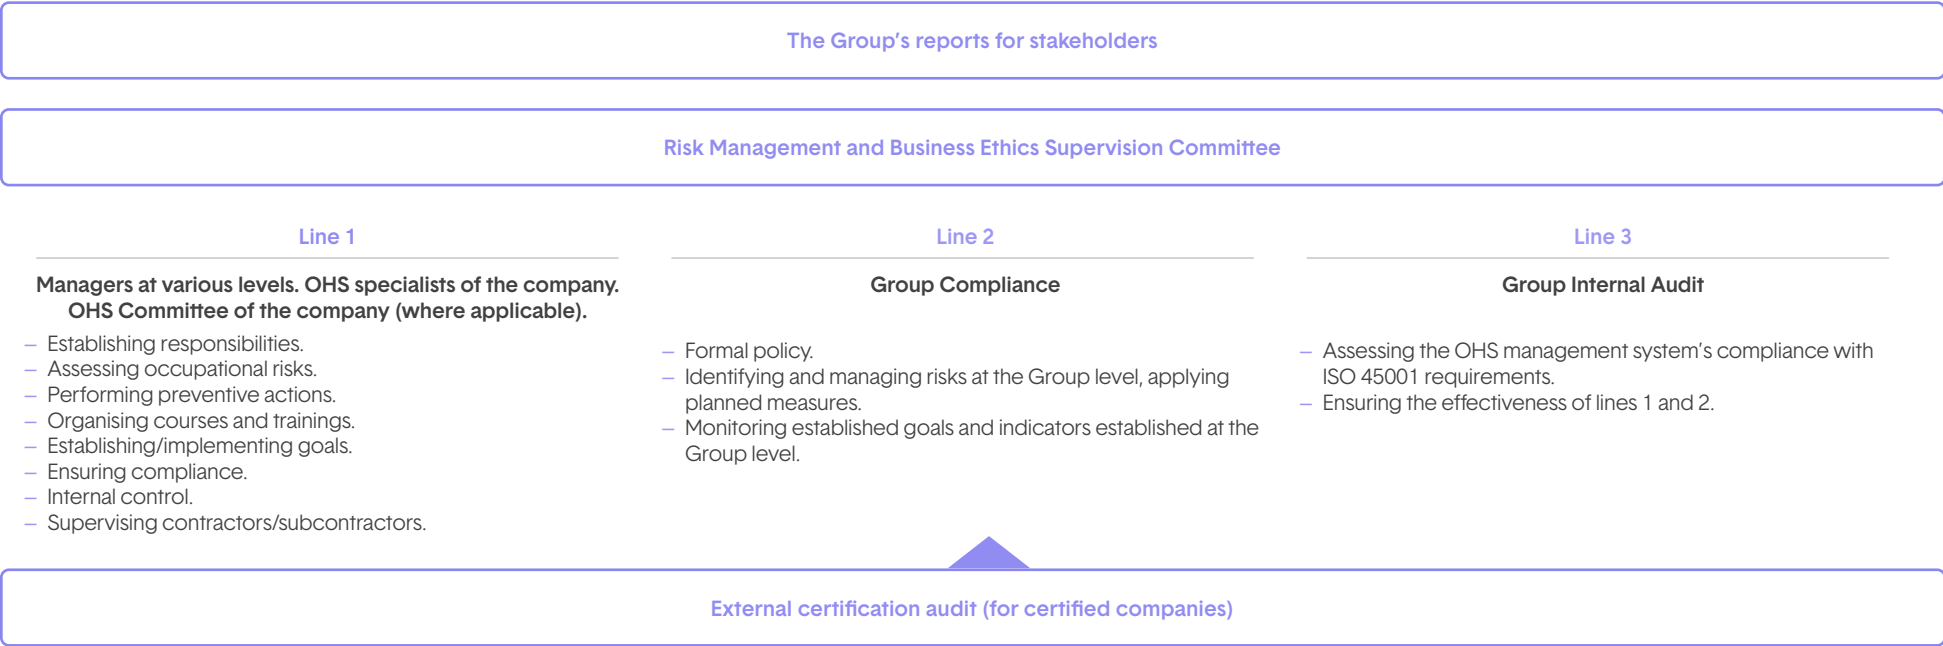 The Group's reports for stakeholders
Risk Management and Business Ethics Supervision Committee
Line 1
Managers at various levels. OHS specialists of the company.
OHS Committee of the company (where applicable).
– Establishing responsibilities.
– Assessing occupational risks.
– Performing preventive actions.
– Organising courses and trainings.
– Establishing/implementing goals.
– Ensuring compliance.
– Internal control.
– Supervising contractors/subcontractors.
Line 2
Group Compliance
– Formal policy.
– Identifying and managing risks at the Group level, applying
planned measures.
– Monitoring established goals and indicators established at the
Group level.
Line 3
Group Internal Audit
– Assessing the OHS management system's compliance with
ISO 45001 requirements.
– Ensuring the effectiveness of lines 1 and 2.
External certification audit (for certified companies)